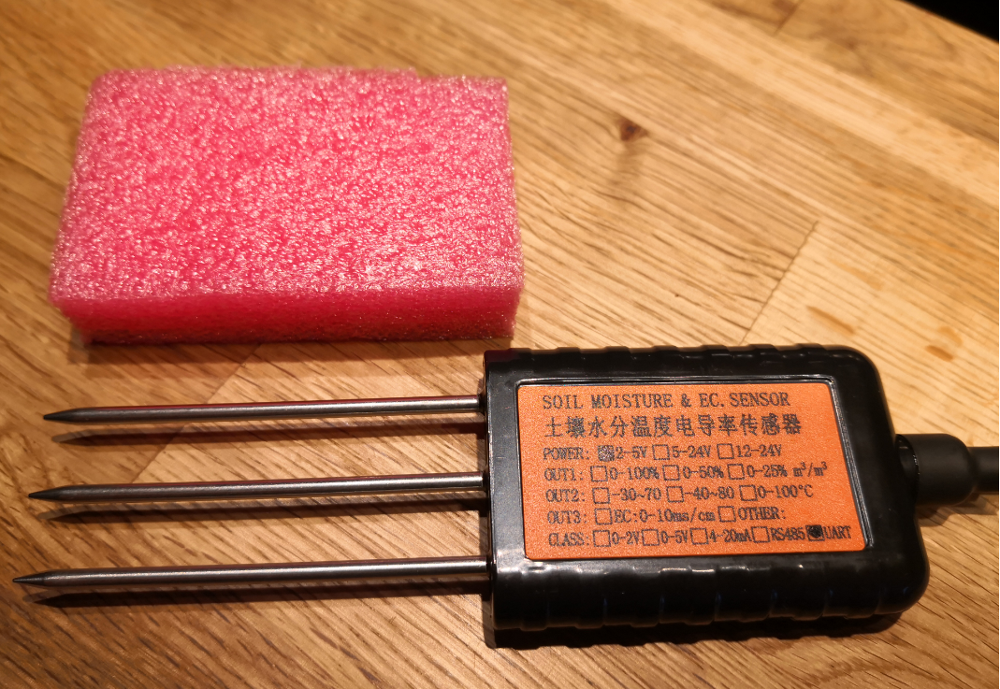 SOIL MOISTURE & EC. SENSOR
土壤水分温度电导率传感器
POWER: ■2-5V □5-24V □12-24V
OUT1: □0-100% □0-50% □0-25% m³/m³
OUT2: □-30~70 □-40~80 □0-100°C
OUT3: □EC:0-10ms/cm □OTHER:
CLASS: □0-2V □0-5V □4-20mA □RS485 ■UART